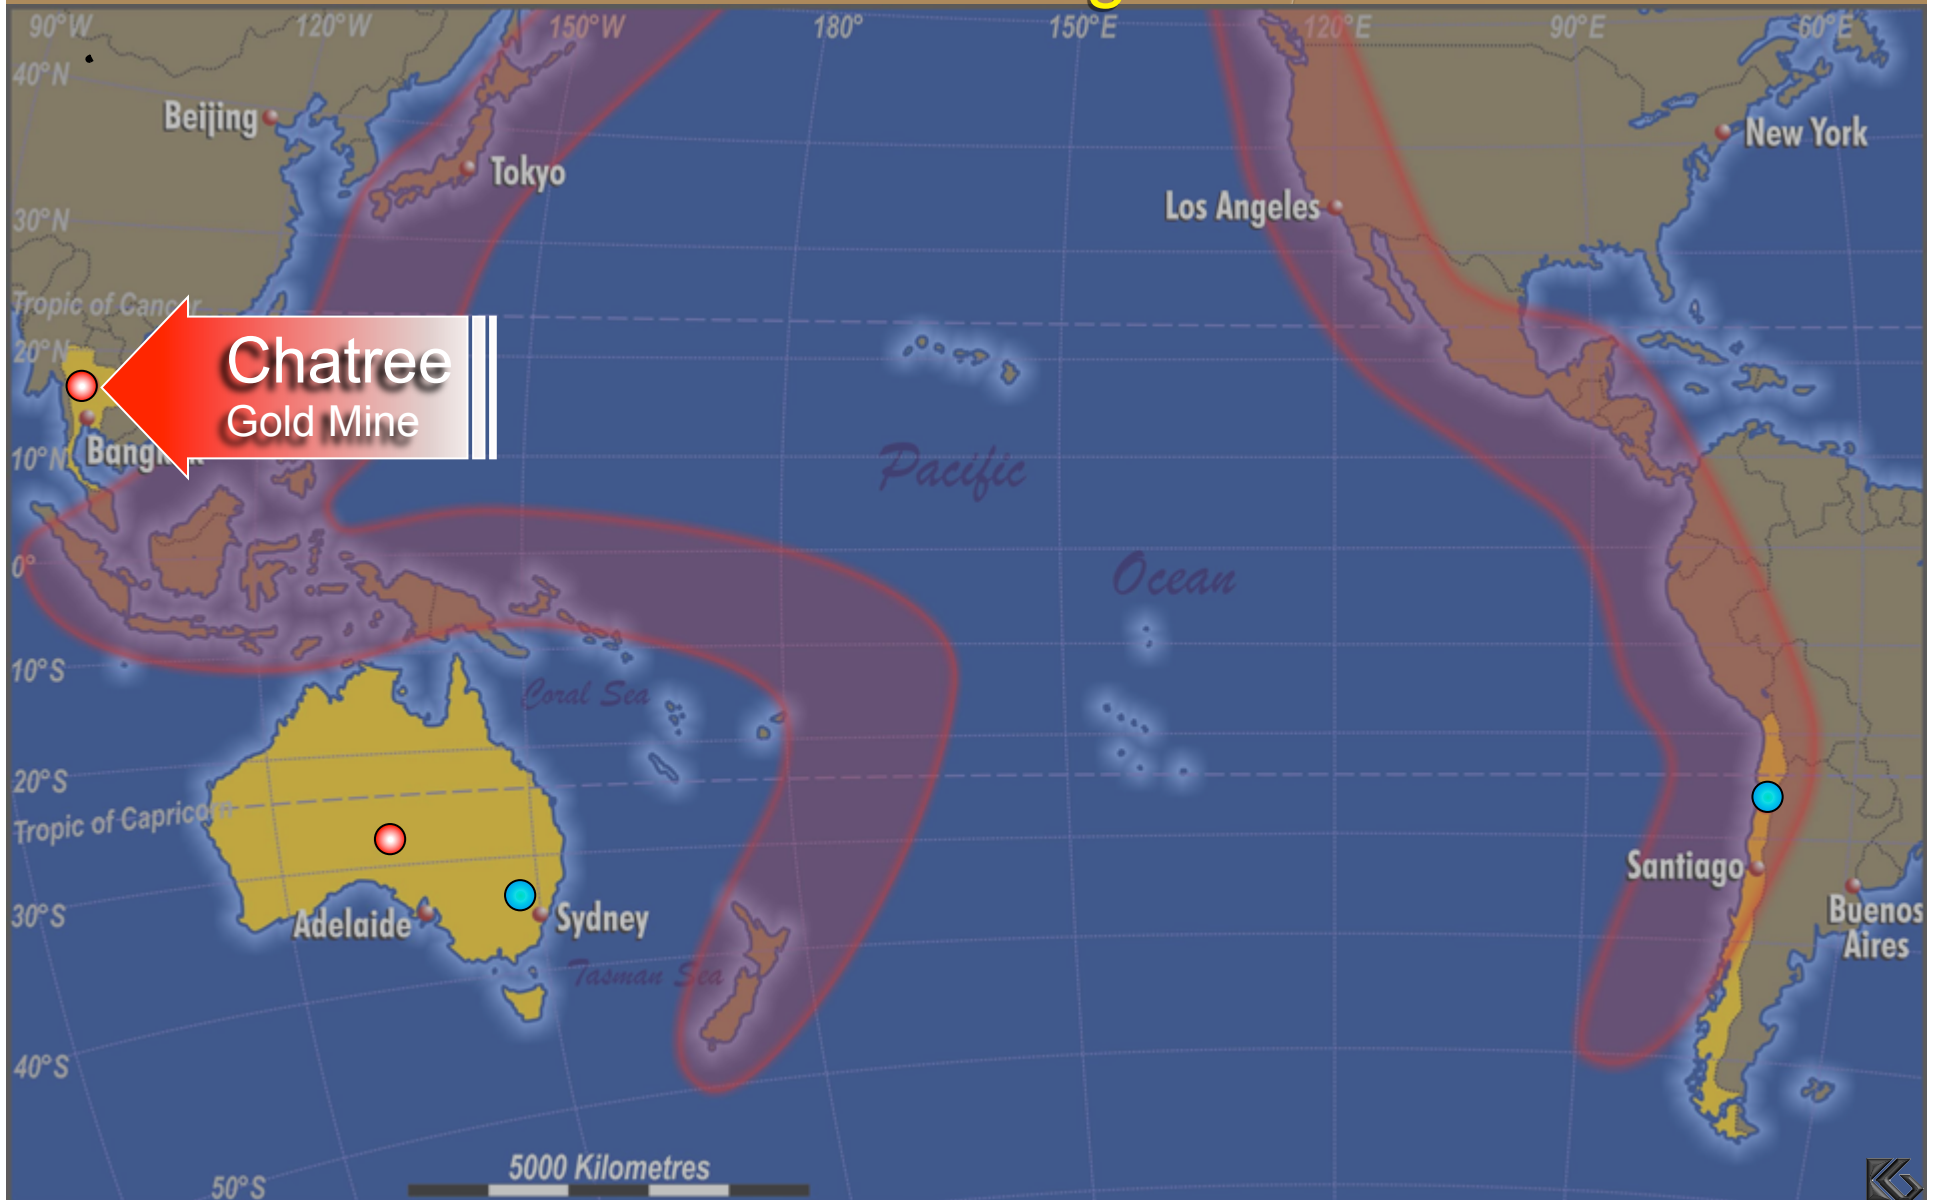 90°W
120°W
150°W
180°
150°E
120°E
90°E
60°E
40°N
Beijing
New York
Tokyo
Los Angeles
30°N
Tropic of Cancer
20°N
Chatree
Gold Mine
10°N
Pacific
0°
Ocean
10°S
Coral Sea
20°S
Tropic of Capricorn
Santiago
30°S
Adelaide
Sydney
Buenos
Aires
Tasman Sea
40°S
5000 Kilometres
50°S